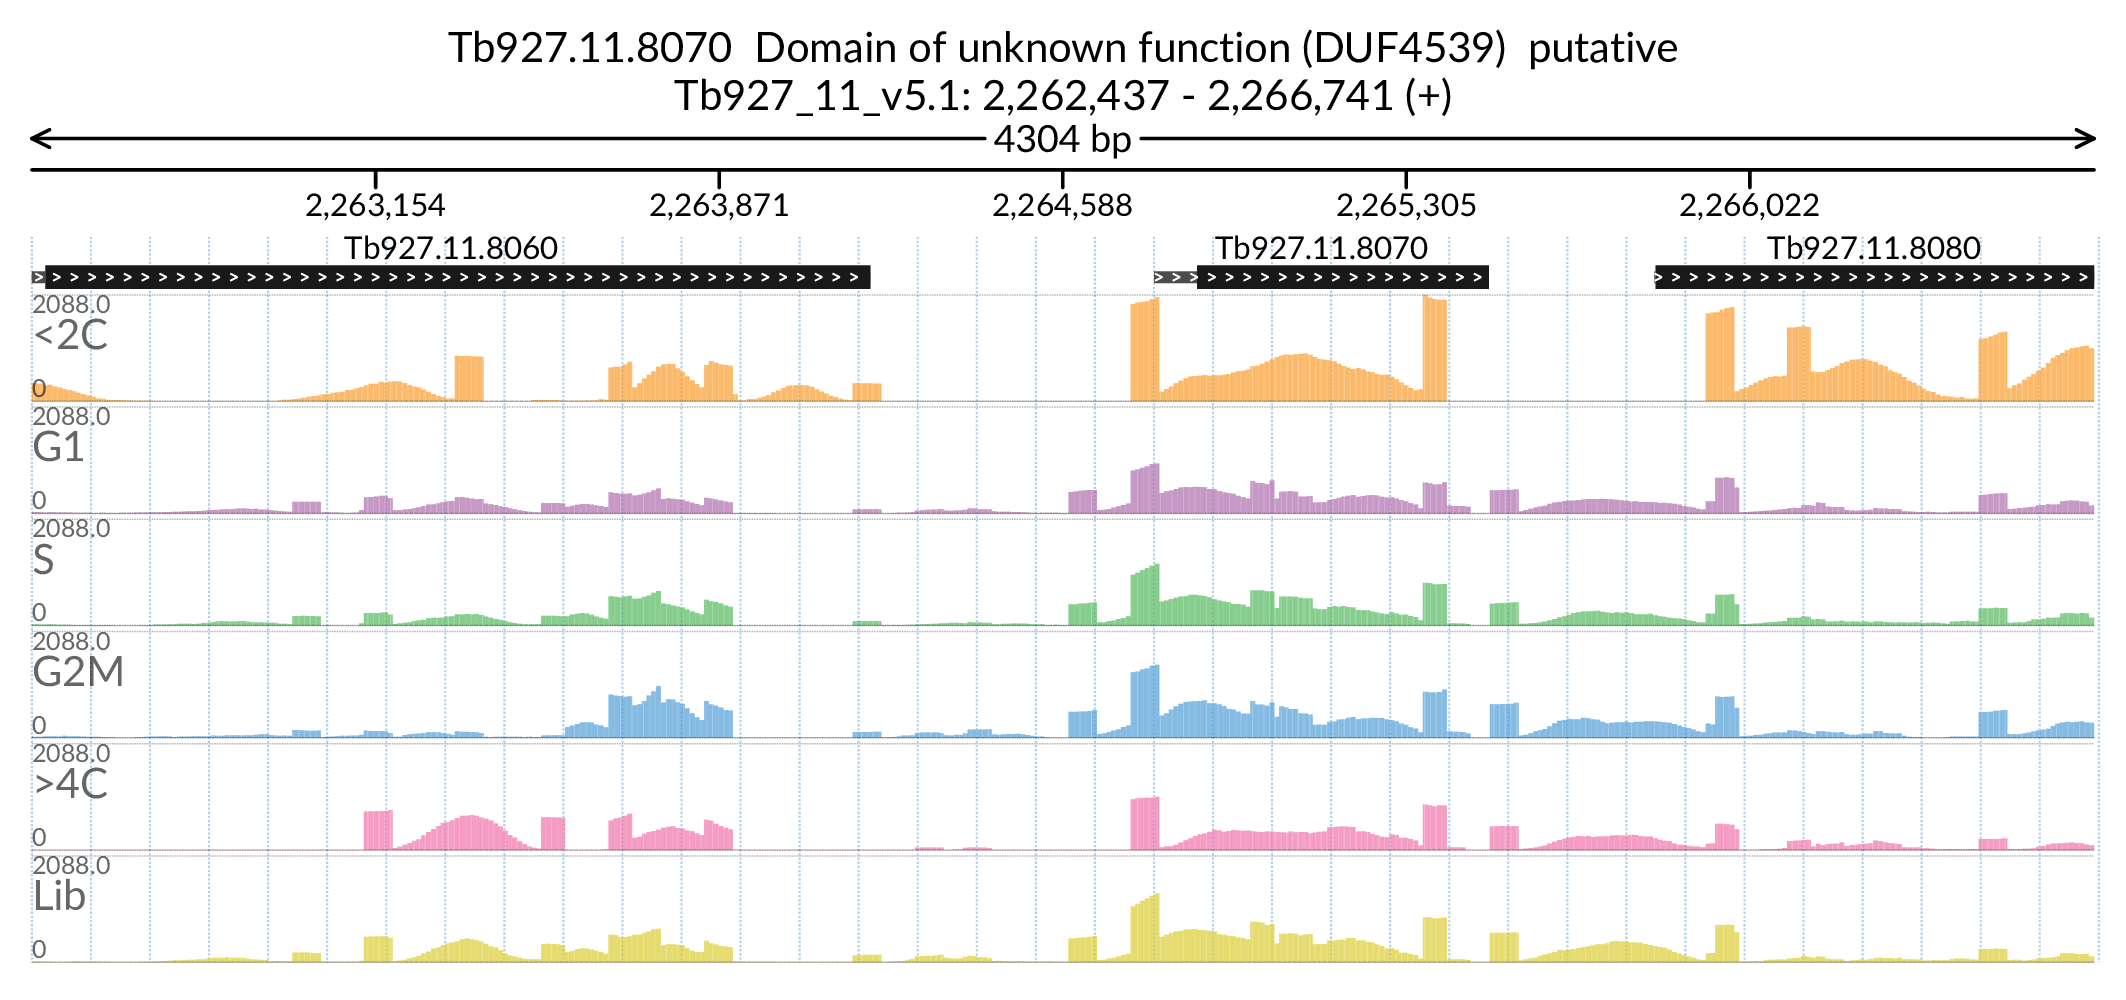 Tb927.11.8070 Domain of unknown function (DUF4539) putative
Tb927_11_v5.1: 2,262,437 - 2,266,741 (+)
4304 bp
2,263,154 2,263,871 2,264,588 2,265,305 2,266,022
Tb927.11.8060 Tb927.11.8070 Tb927.11.8080
2088.0
<2C
0
2088.0
G1
0
2088.0
S
0
2088.0
G2M
0
2088.0
>4C
0
2088.0
Lib
0